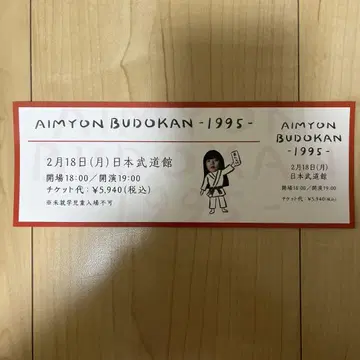 AIMYON BUDOKAN -1995-
2月18日(月)日本武道館
開場18:00／開演19:00
チケット代：¥5,940(税込)
※未就学児童入場不可
AIMYON
BUDOKAN
-1995-
2月18日(月)
日本武道館
開場18:00／開演19:00
チケット代：¥5,940(税込)